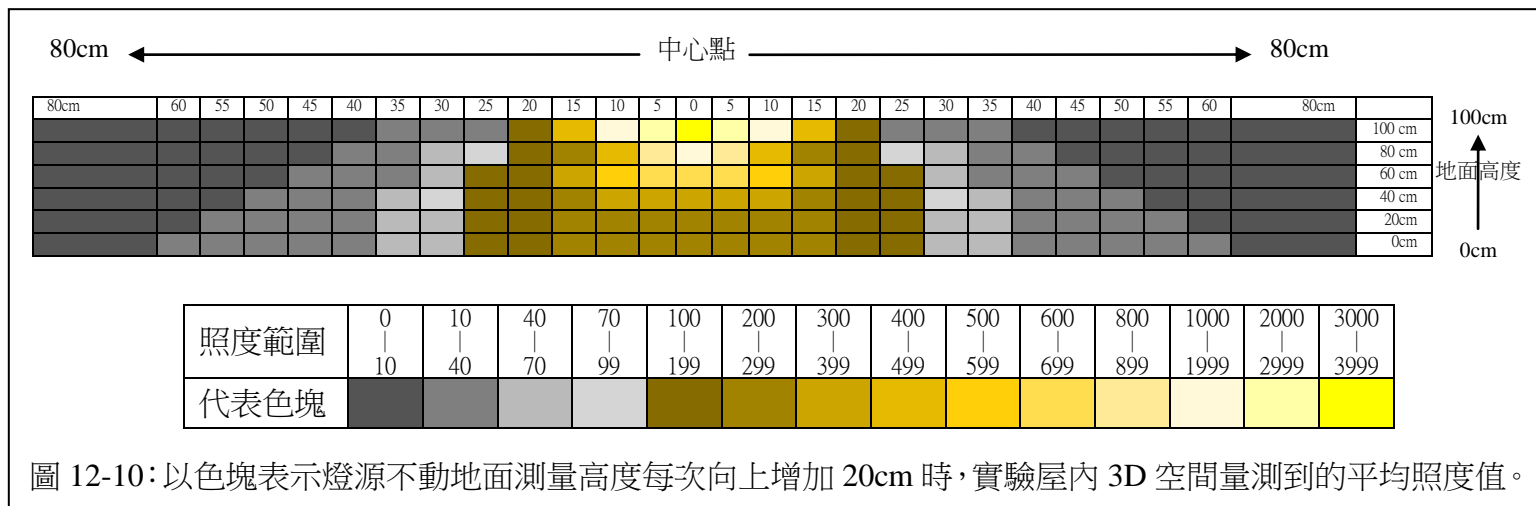 80cm 中心點 80cm
80cm 60 55 50 45 40 35 30 25 20 15 10 5 0 5 10 15 20 25 30 35 40 45 50 55 60 80cm
100 cm
80 cm
60 cm
40 cm
20cm
0cm
100cm
地面高度
0cm
照度範圍 0|10 10|40 40|70 70|99 100|199 200|299 300|399 400|499 500|599 600|699 800|899 1000|1999 2000|2999 3000|3999
代表色塊
圖 12-10：以色塊表示燈源不動地面測量高度每次向上增加 20cm 時，實驗屋內 3D 空間量測到的平均照度值。